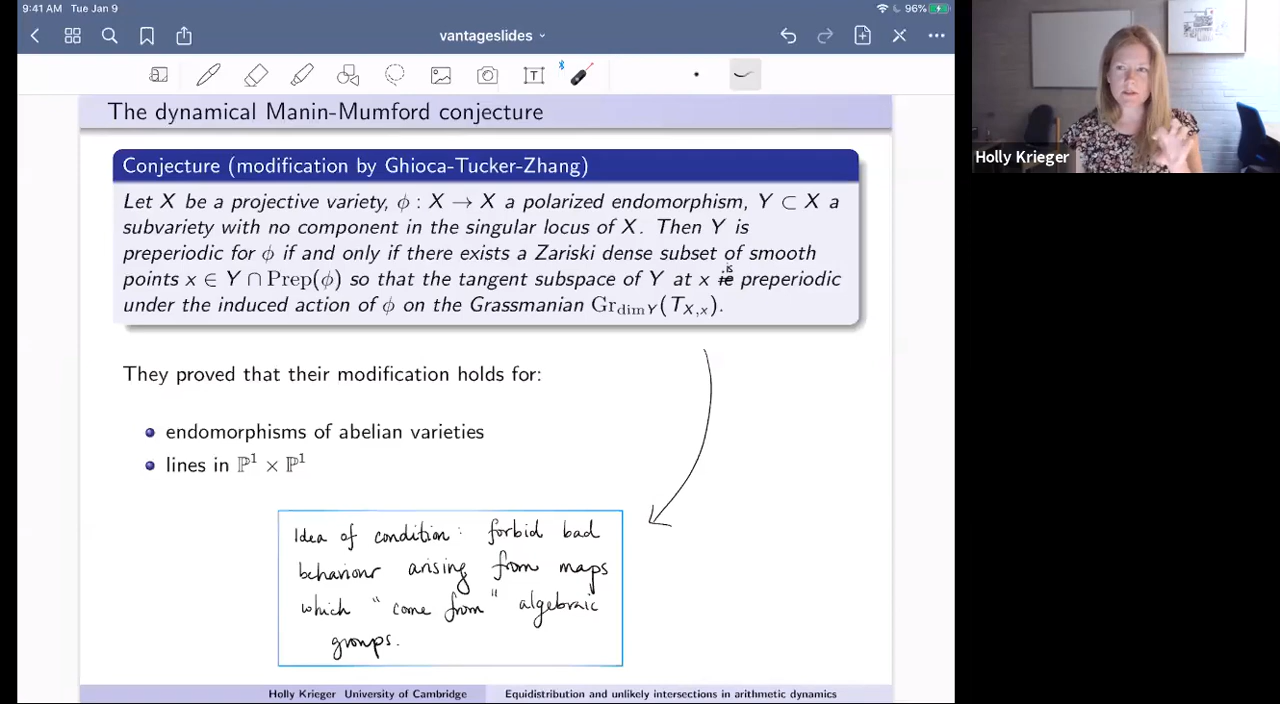 9:41 AM Tue Jan 9
96%
vantageslides
T
The dynamical Manin-Mumford conjecture
Conjecture (modification by Ghioca-Tucker-Zhang)
Let X be a projective variety, ϕ : X → X a polarized endomorphism, Y ⊂ X a
subvariety with no component in the singular locus of X. Then Y is
preperiodic for ϕ if and only if there exists a Zariski dense subset of smooth
points x ∈ Y ∩ Prep(ϕ) so that the tangent subspace of Y at x is preperiodic
under the induced action of ϕ on the Grassmanian Gr_{dim Y}(T_{X,x}).
They proved that their modification holds for:
endomorphisms of abelian varieties
lines in ℙ¹ × ℙ¹
Idea of condition: forbid bad
behaviour arising from maps
which "come from" algebraic
groups.
Holly Krieger University of Cambridge
Equidistribution and unlikely intersections in arithmetic dynamics
Holly Krieger